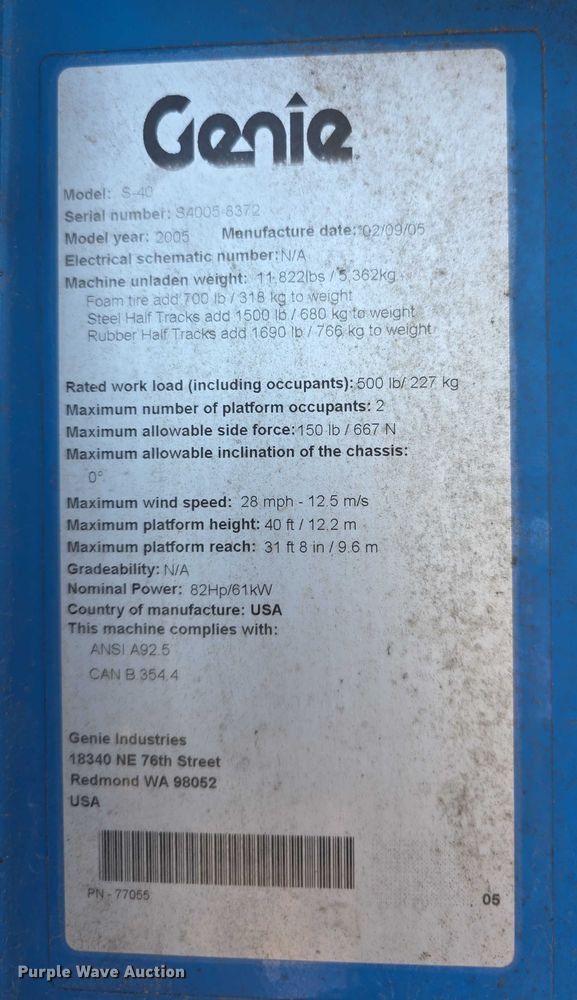 Genie
Model: S-40
Serial number: S4005-8372
Model year: 2005 Manufacture date: 02/09/05
Electrical schematic number: N/A
Machine unladen weight: 11,822lbs / 5,362kg
Foam tire add 700 lb / 318 kg to weight
Steel Half Tracks add 1500 lb / 680 kg to weight
Rubber Half Tracks add 1690 lb / 766 kg to weight
Rated work load (including occupants): 500 lb/ 227 kg
Maximum number of platform occupants: 2
Maximum allowable side force: 150 lb / 667 N
Maximum allowable inclination of the chassis:
0°
Maximum wind speed: 28 mph - 12.5 m/s
Maximum platform height: 40 ft / 12.2 m
Maximum platform reach: 31 ft 8 in / 9.6 m
Gradeability: N/A
Nominal Power: 82Hp/61kW
Country of manufacture: USA
This machine complies with:
ANSI A92.5
CAN B.354.4
Genie Industries
18340 NE 76th Street
Redmond WA 98052
USA
PN - 77055
05
Purple Wave Auction